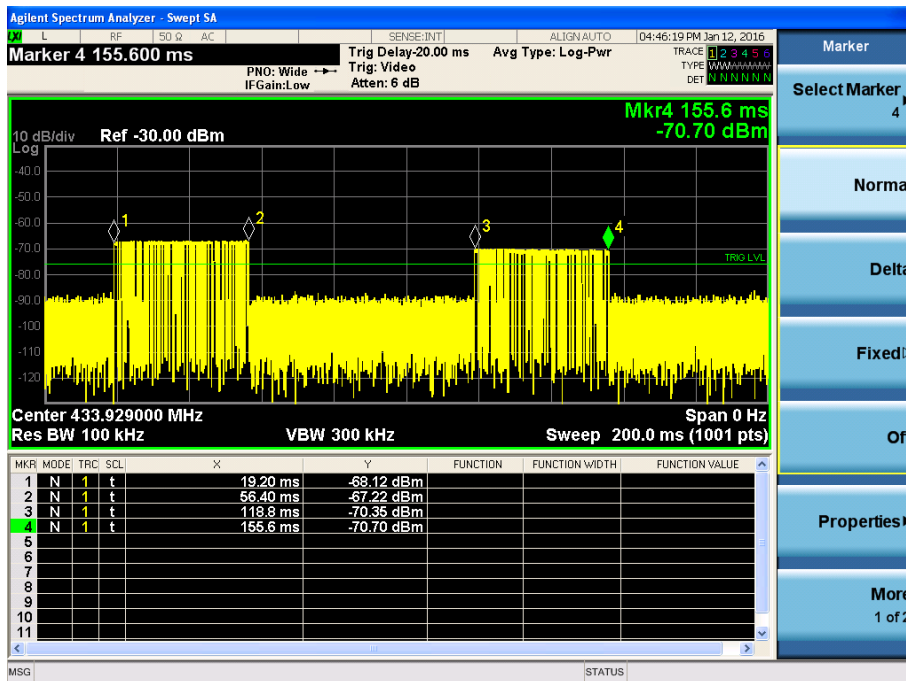 Agilent Spectrum Analyzer - Swept SA
LXI L RF 50 Ω AC SENSE:INT ALIGN AUTO 04:46:19 PM Jan 12, 2016
Marker 4 155.600 ms
PNO: Wide
IFGain:Low
Trig Delay-20.00 ms
Trig: Video
Atten: 6 dB
Avg Type: Log-Pwr
TRACE 1 2 3 4 5 6
TYPE
DET N N N N N N
Mkr4 155.6 ms
-70.70 dBm
10 dB/div Ref -30.00 dBm
Log
-40.0
-50.0
-60.0
-70.0
-80.0
-90.0
-100
-110
-120
1
2
3
4
TRIG LVL
Center 433.929000 MHz Span 0 Hz
Res BW 100 kHz VBW 300 kHz Sweep 200.0 ms (1001 pts)
MKR MODE TRC SCL X Y FUNCTION FUNCTION WIDTH FUNCTION VALUE
1 N 1 t 19.20 ms -68.12 dBm
2 N 1 t 56.40 ms -67.22 dBm
3 N 1 t 118.8 ms -70.35 dBm
4 N 1 t 155.6 ms -70.70 dBm
5
6
7
8
9
10
11
MSG STATUS
Marker
Select Marker
4
Norma
Delta
Fixed
Of
Properties
More
1 of 2